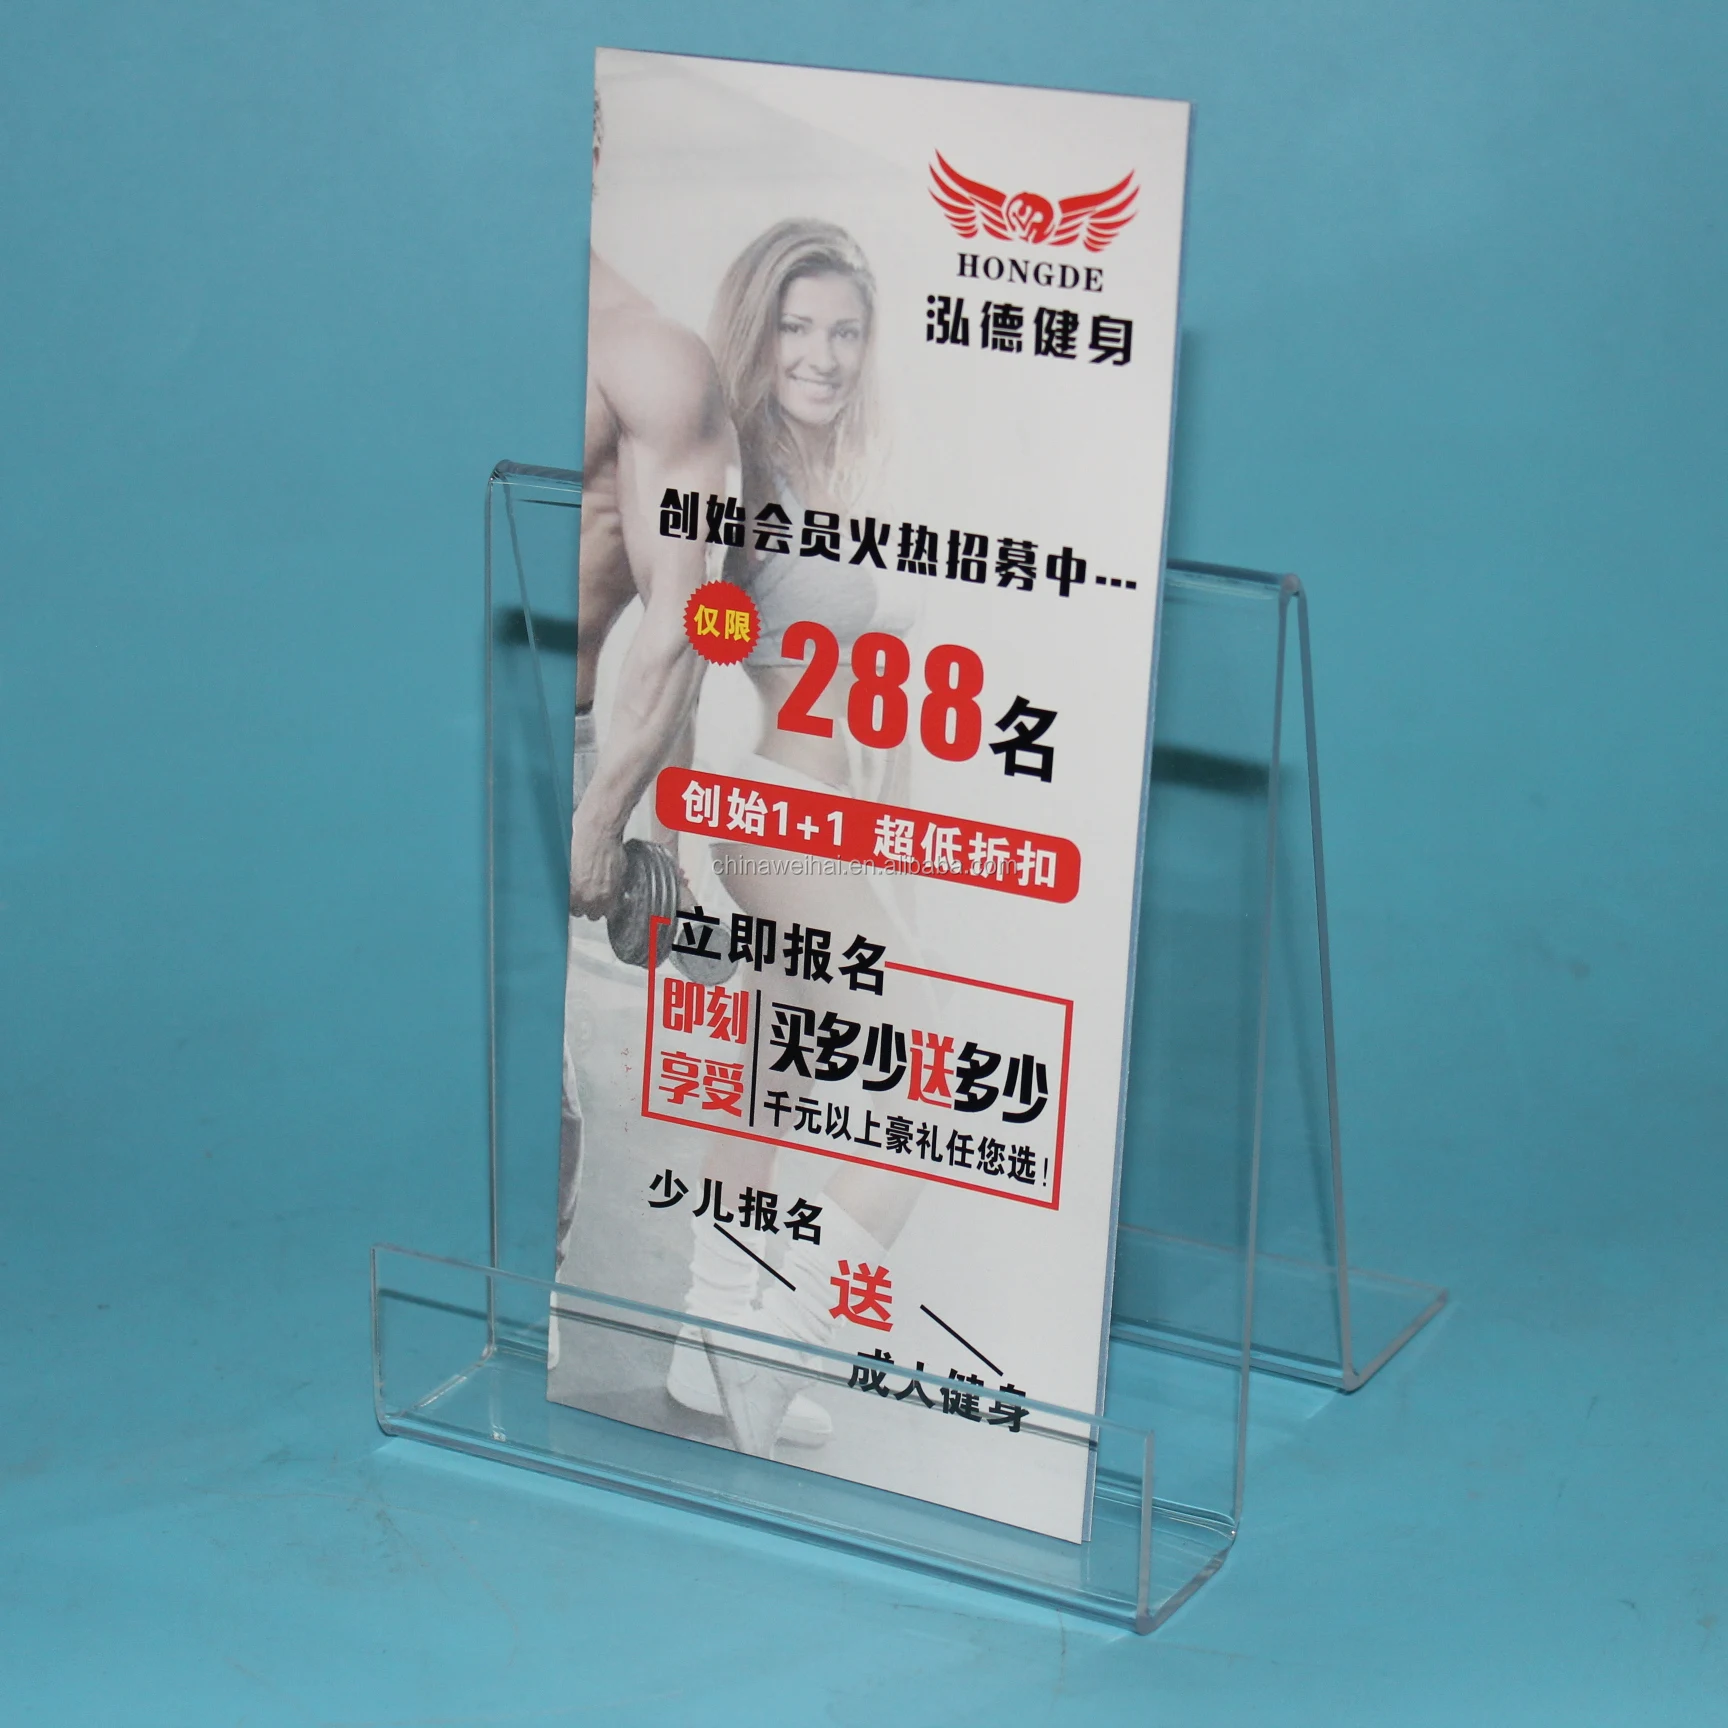 HONGDE
泓德健身
创始会员火热招募中...
仅限
288名
创始1+1 超低折扣
chinaweihai.en.alibaba.com
立即报名
即刻
享受
买多少送多少
千元以上豪礼任您选!
少儿报名
送
成人健身